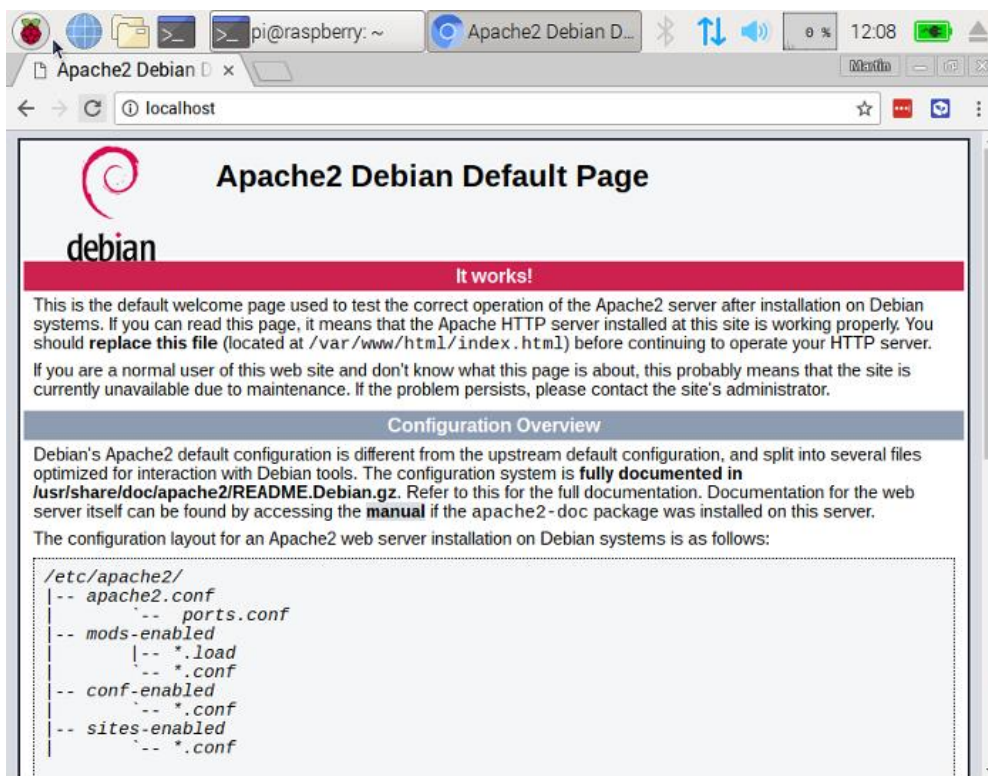 pi@raspberry: ~
Apache2 Debian D...
0 %
12:08
Apache2 Debian D
Martin
localhost
debian
Apache2 Debian Default Page
It works!
This is the default welcome page used to test the correct operation of the Apache2 server after installation on Debian
systems. If you can read this page, it means that the Apache HTTP server installed at this site is working properly. You
should replace this file (located at /var/www/html/index.html) before continuing to operate your HTTP server.
If you are a normal user of this web site and don't know what this page is about, this probably means that the site is
currently unavailable due to maintenance. If the problem persists, please contact the site's administrator.
Configuration Overview
Debian's Apache2 default configuration is different from the upstream default configuration, and split into several files
optimized for interaction with Debian tools. The configuration system is fully documented in
/usr/share/doc/apache2/README.Debian.gz. Refer to this for the full documentation. Documentation for the web
server itself can be found by accessing the manual if the apache2-doc package was installed on this server.
The configuration layout for an Apache2 web server installation on Debian systems is as follows:
/etc/apache2/
|-- apache2.conf
|       `--  ports.conf
|-- mods-enabled
|       |-- *.load
|       `-- *.conf
|-- conf-enabled
|       `-- *.conf
|-- sites-enabled
|       `-- *.conf